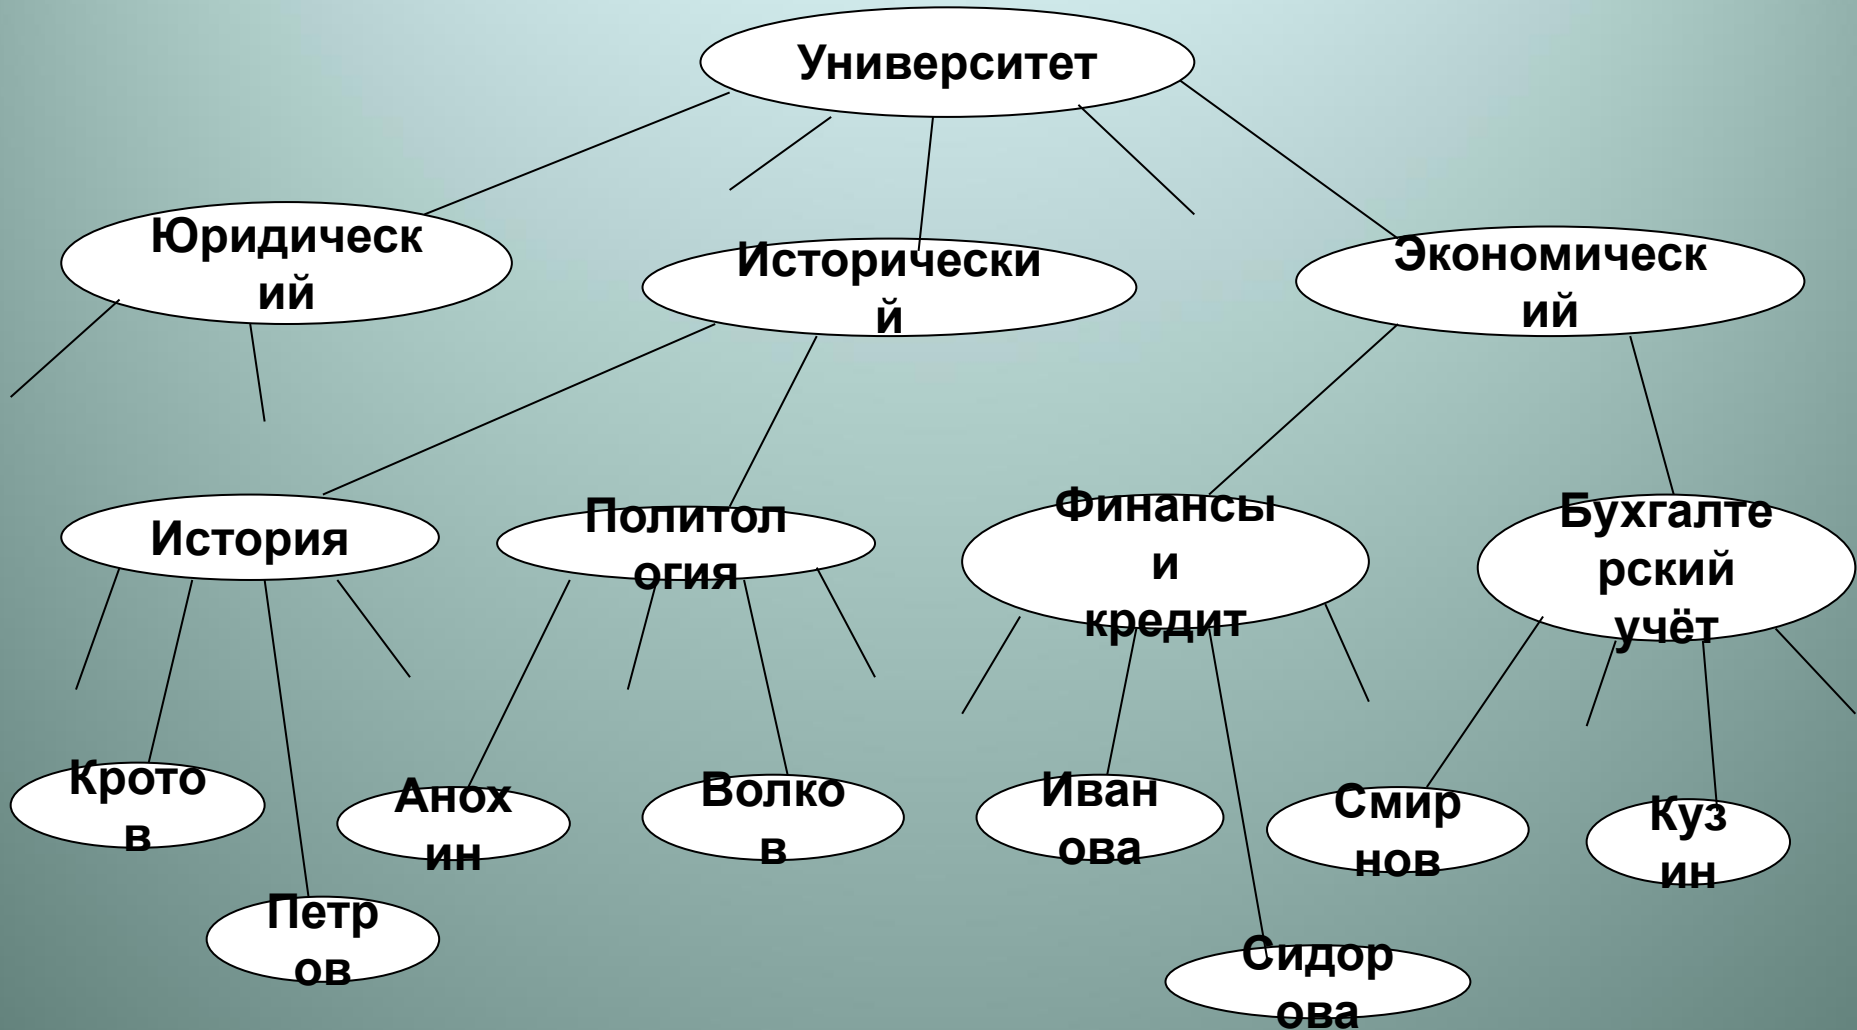 Университет
Юридическ
ий
Исторически
й
Экономическ
ий
История
Политол
огия
Финансы
и
кредит
Бухгалте
рский
учёт
Крото
в
Анох
ин
Волко
в
Иван
ова
Смир
нов
Куз
ин
Петр
ов
Сидор
ова